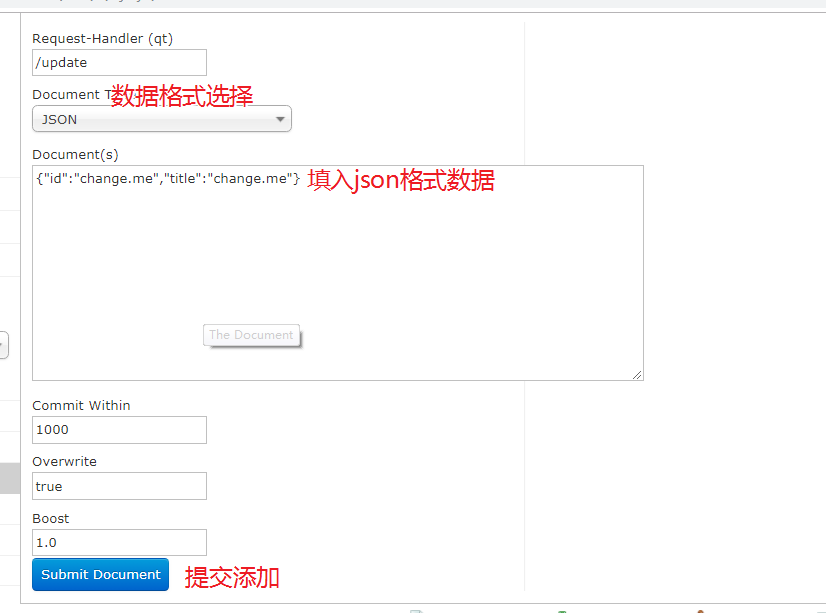 Request-Handler (qt)
/update
Document T
数据格式选择
JSON
Document(s)
{"id":"change.me","title":"change.me"} 填入json格式数据
The Document
Commit Within
1000
Overwrite
true
Boost
1.0
Submit Document 提交添加